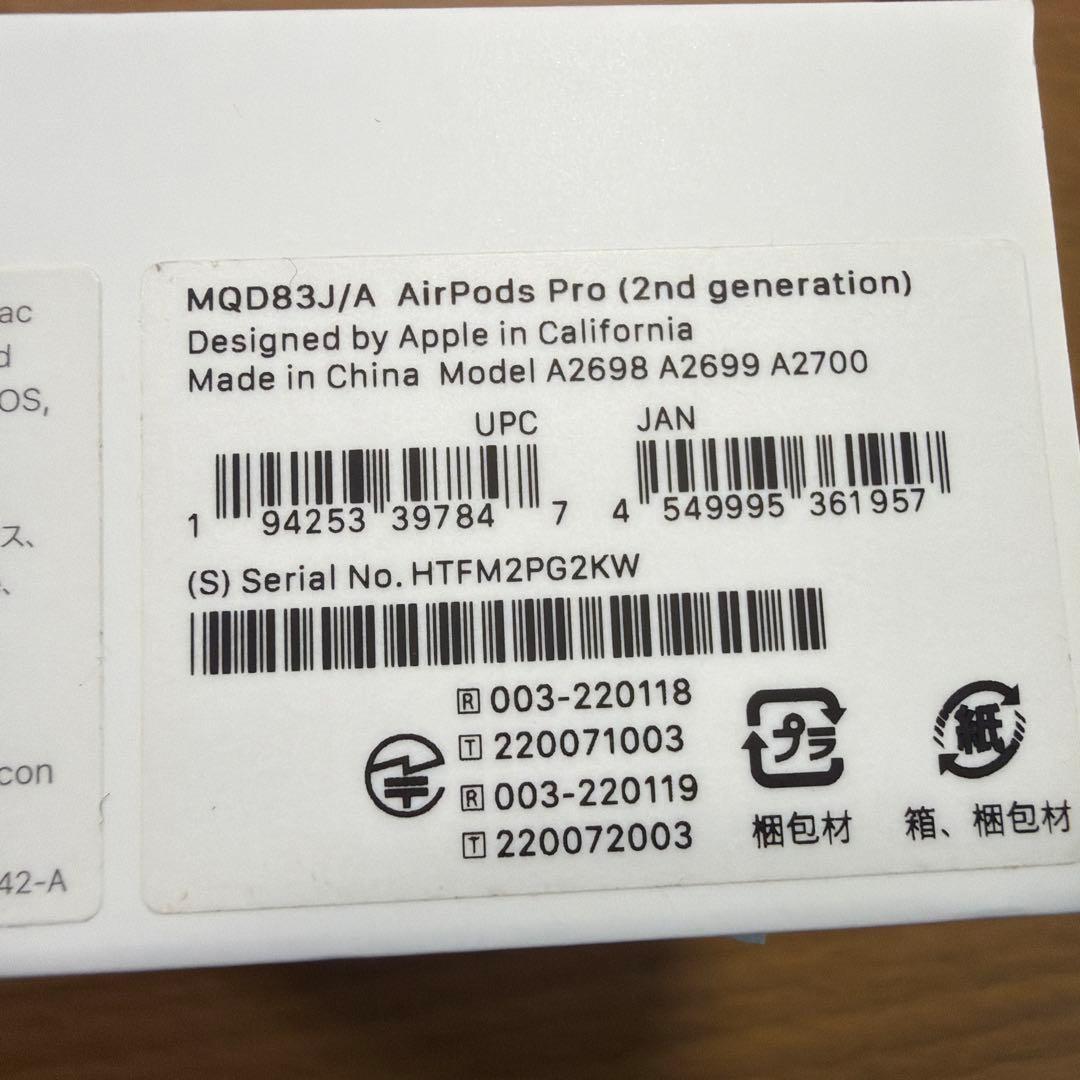 ac
d
OS,
ス、
、
con
42-A
MQD83J/A AirPods Pro (2nd generation)
Designed by Apple in California
Made in China Model A2698 A2699 A2700
UPC JAN
1 94253 39784 7 4 549995 361957
(S) Serial No. HTFM2PG2KW
R 003-220118
T 220071003
R 003-220119
T 220072003
プラ
梱包材
紙
箱、梱包材